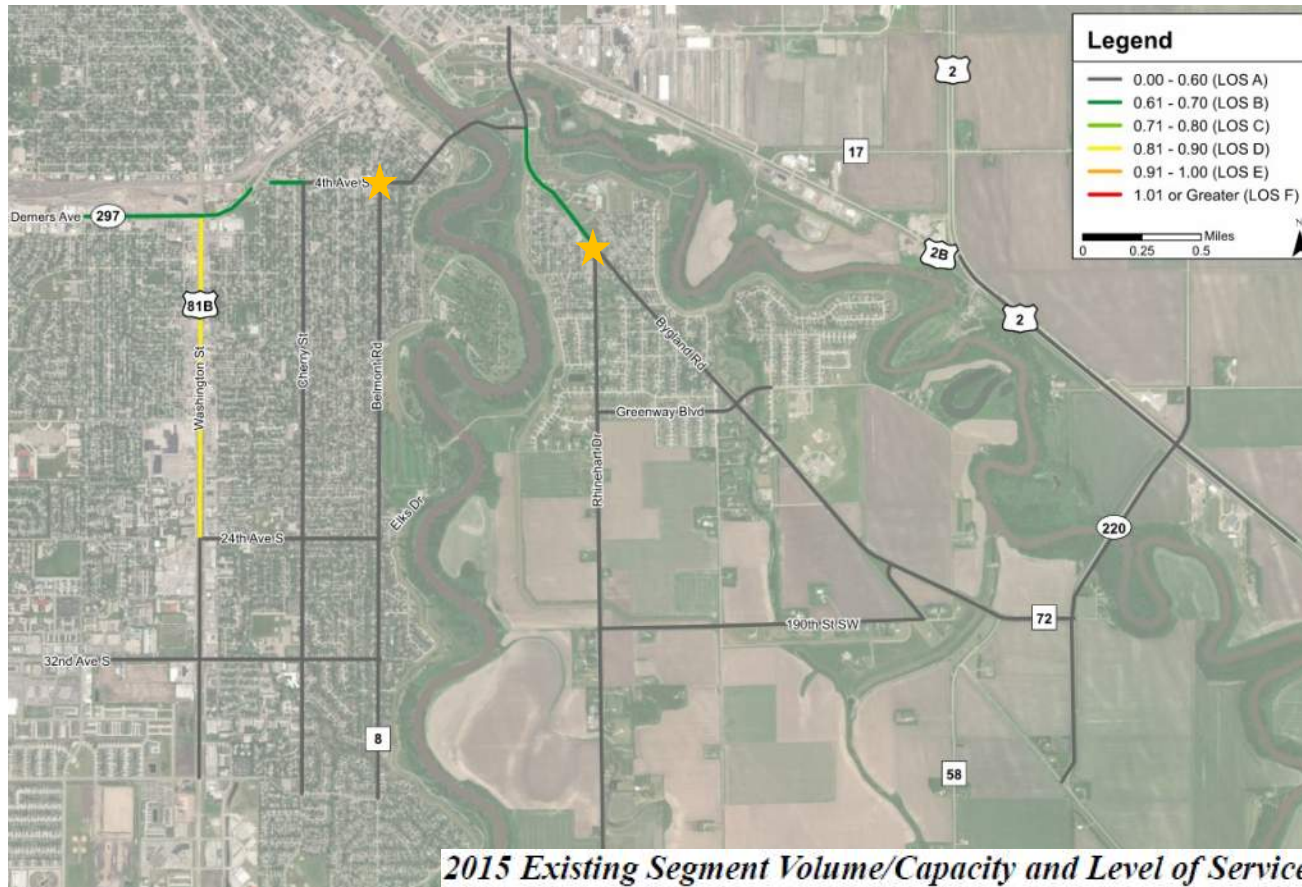 Legend
0.00 - 0.60 (LOS A)
0.61 - 0.70 (LOS B)
0.71 - 0.80 (LOS C)
0.81 - 0.90 (LOS D)
0.91 - 1.00 (LOS E)
1.01 or Greater (LOS F)
N
Miles
0 0.25 0.5
2
17
4th Ave S
Demers Ave 297
2B
81B
2
Washington St
Cherry St
Belmont Rd
Bygland Rd
Greenway Blvd
Rhinehart Dr
Elks Dr
24th Ave S
220
72
190th St SW
32nd Ave S
8
58
2015 Existing Segment Volume/Capacity and Level of Service